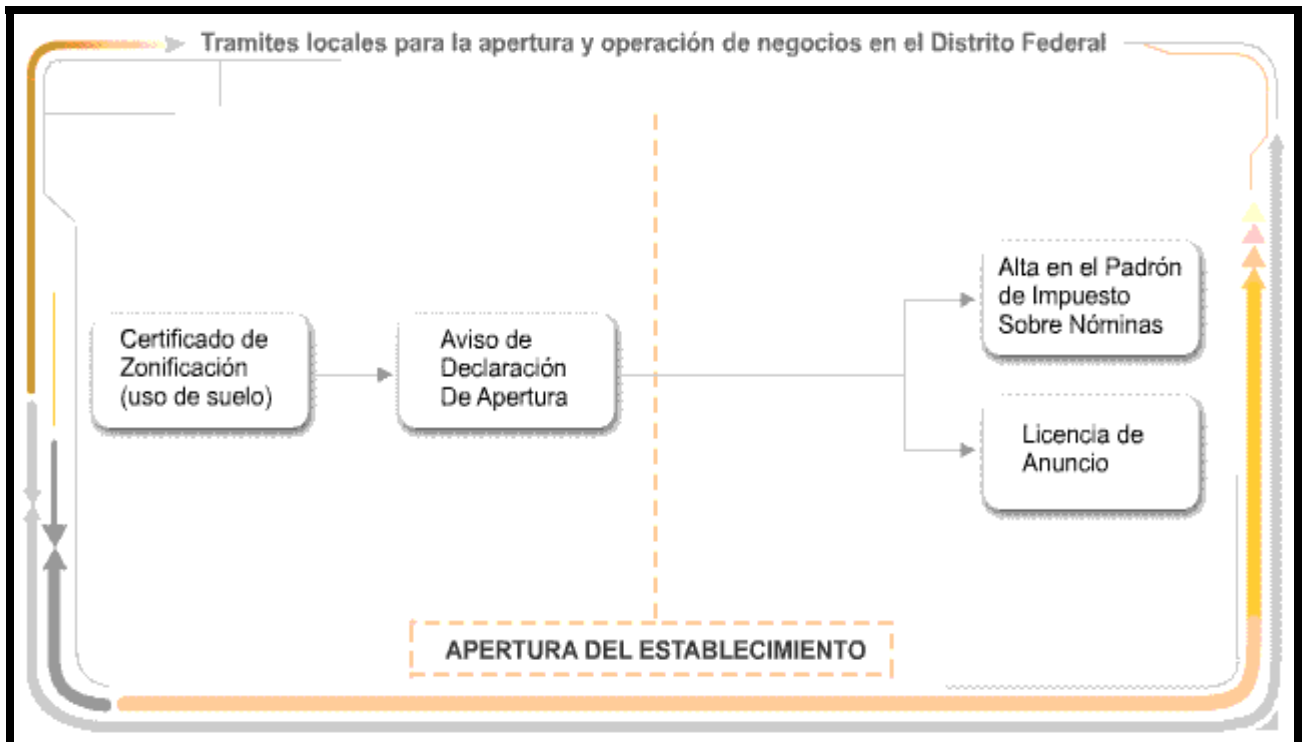 Tramites locales para la apertura y operación de negocios en el Distrito Federal
Certificado de
Zonificación
(uso de suelo)
Aviso de
Declaración
De Apertura
Alta en el Padrón
de Impuesto
Sobre Nóminas
Licencia de
Anuncio
APERTURA DEL ESTABLECIMIENTO